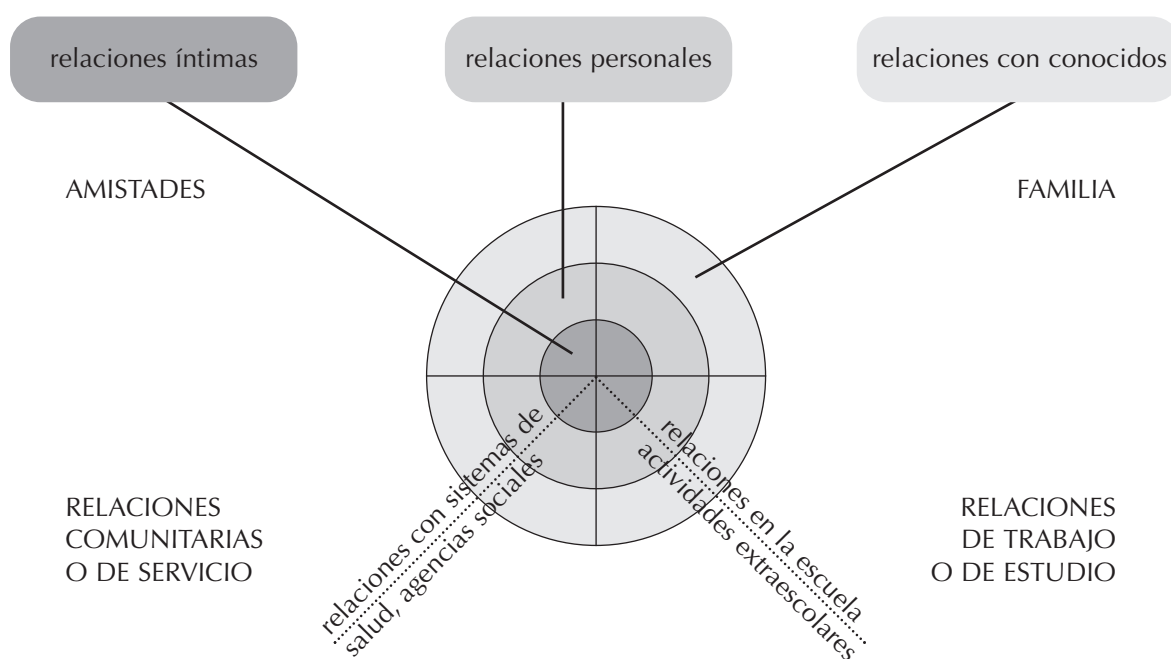 relaciones íntimas
relaciones personales
relaciones con conocidos
AMISTADES
FAMILIA
relaciones con sistemas de
salud, agencias sociales
relaciones en la escuela
actividades extraescolares
RELACIONES
COMUNITARIAS
O DE SERVICIO
RELACIONES
DE TRABAJO
O DE ESTUDIO